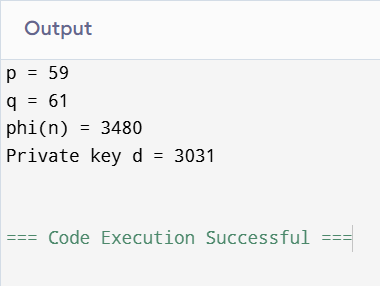 Output
p = 59
q = 61
phi(n) = 3480
Private key d = 3031
=== Code Execution Successful ===